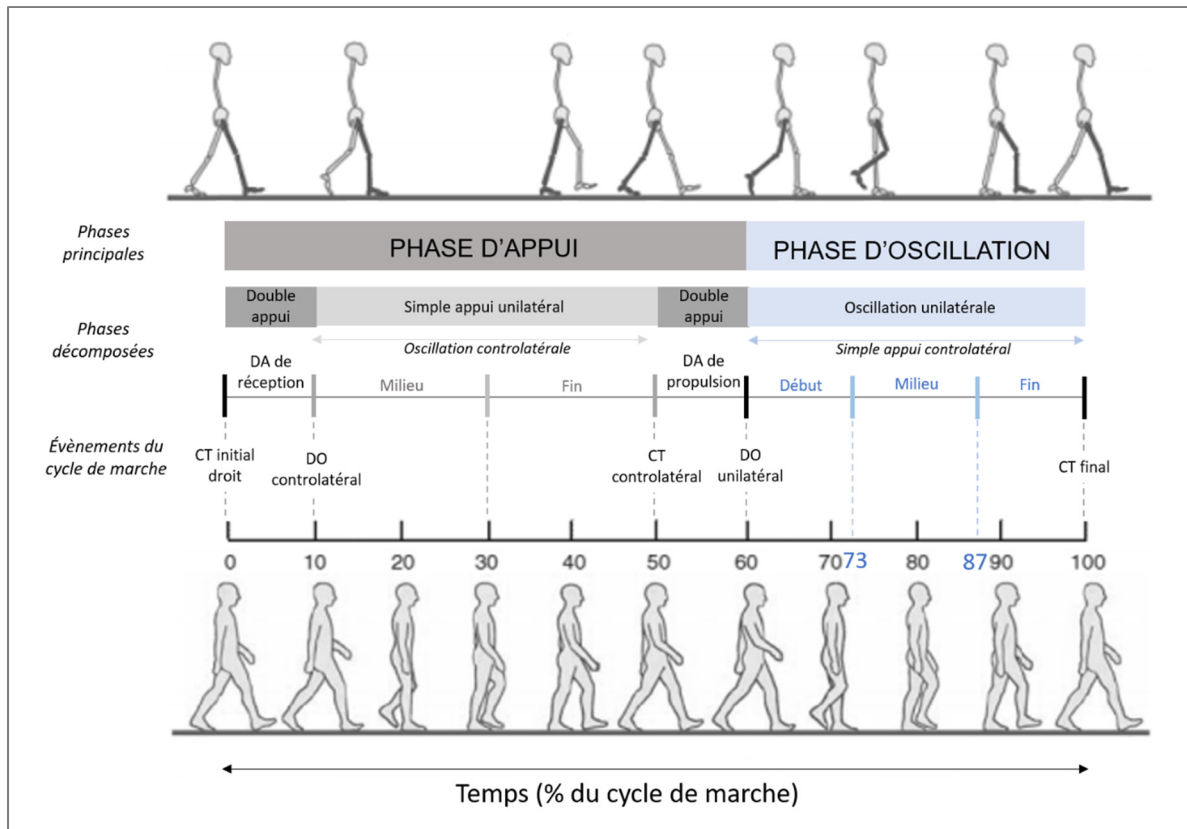 Phases
principales
PHASE D'APPUI
PHASE D'OSCILLATION
Phases
décomposées
Double
appui
Simple appui unilatéral
Double
appui
Oscillation unilatérale
Oscillation controlatérale
Simple appui controlatéral
DA de
réception
Milieu
Fin
DA de
propulsion
Début
Milieu
Fin
Évènements du
cycle de marche
CT initial
droit
DO
controlatéral
CT
controlatéral
DO
unilatéral
CT final
0 10 20 30 40 50 60 70 73 80 87 90 100
Temps (% du cycle de marche)